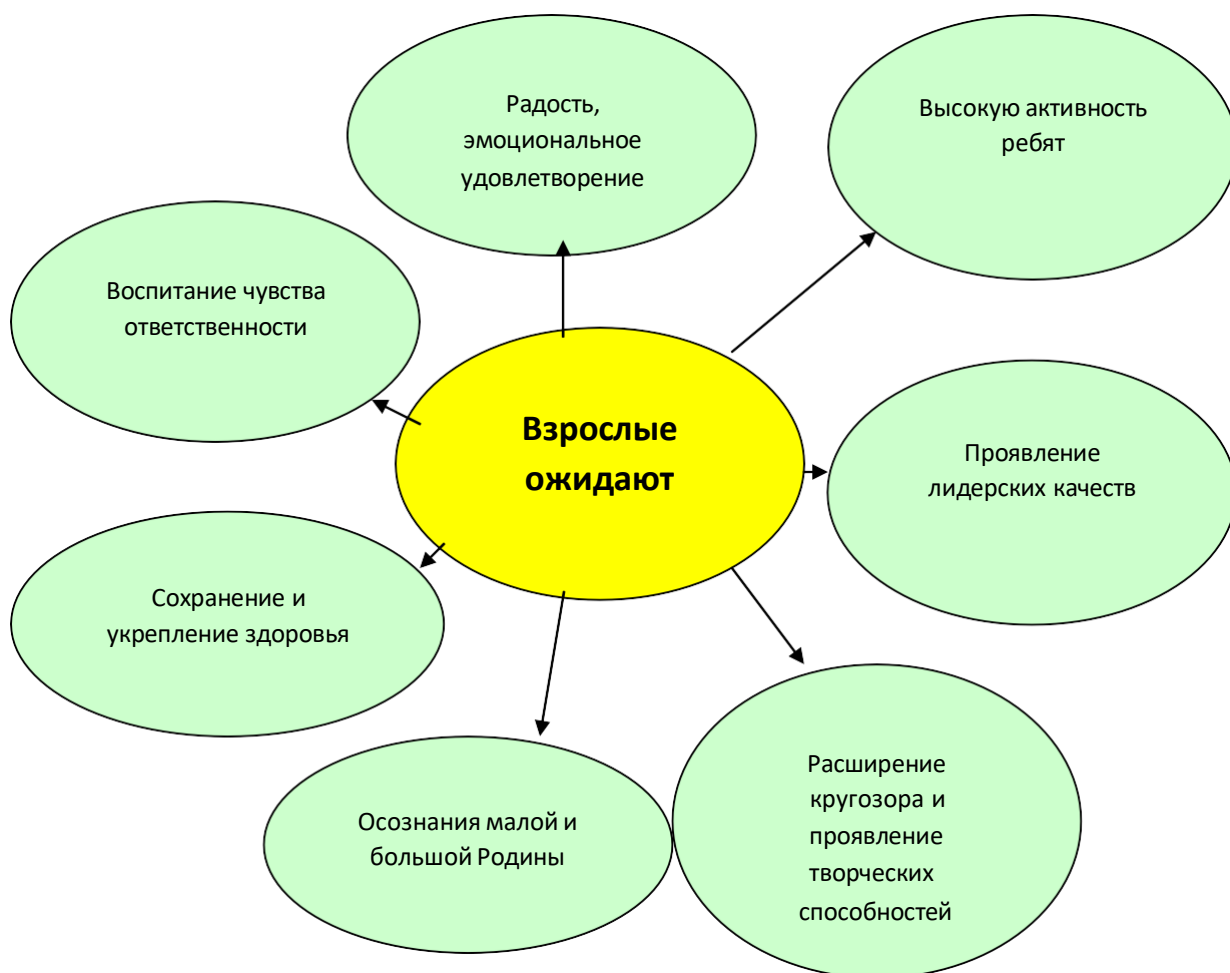 Радость,
эмоциональное
удовлетворение
Высокую активность
ребят
Воспитание чувства
ответственности
Взрослые
ожидают
Проявление
лидерских качеств
Сохранение и
укрепление здоровья
Осознания малой и
большой Родины
Расширение
кругозора и
проявление
творческих
способностей